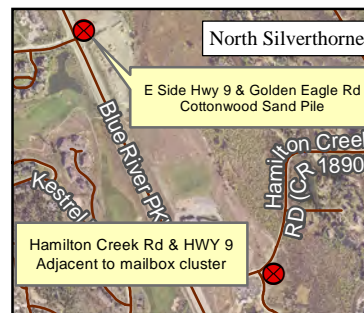 North Silverthorne
E Side Hwy 9 & Golden Eagle Rd
Cottonwood Sand Pile
Blue River PK
Hamilton Creek
RD (CR 1890
Kestrel
Hamilton Creek Rd & HWY 9
Adjacent to mailbox cluster